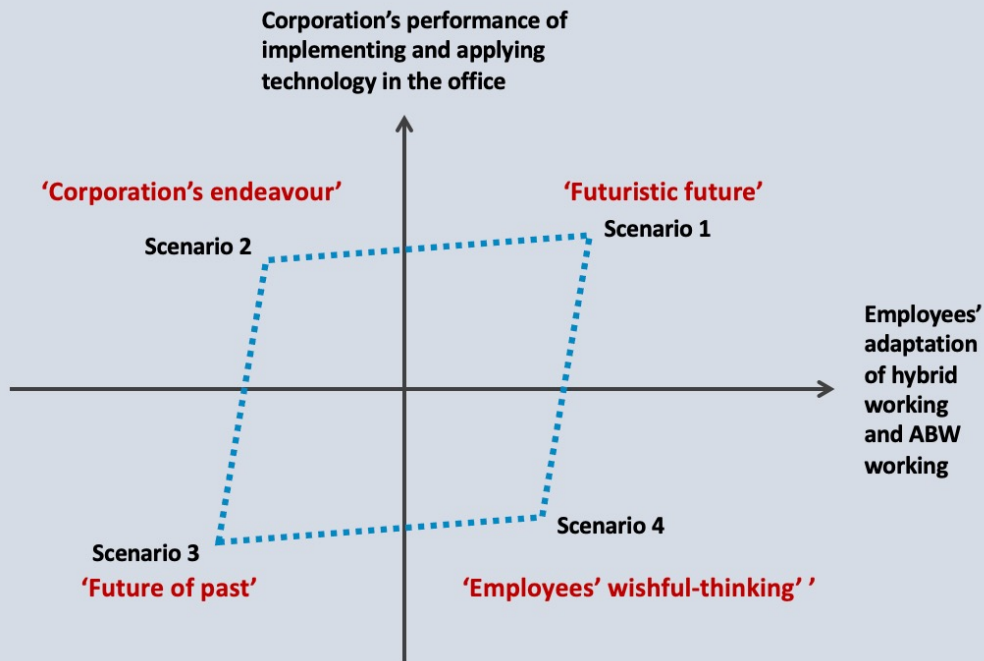 Corporation’s performance of
implementing and applying
technology in the office
‘Corporation’s endeavour’
‘Futuristic future’
Scenario 2
Scenario 1
Employees’
adaptation
of hybrid
working
and ABW
working
Scenario 3
Scenario 4
‘Future of past’
‘Employees’ wishful-thinking’ ’